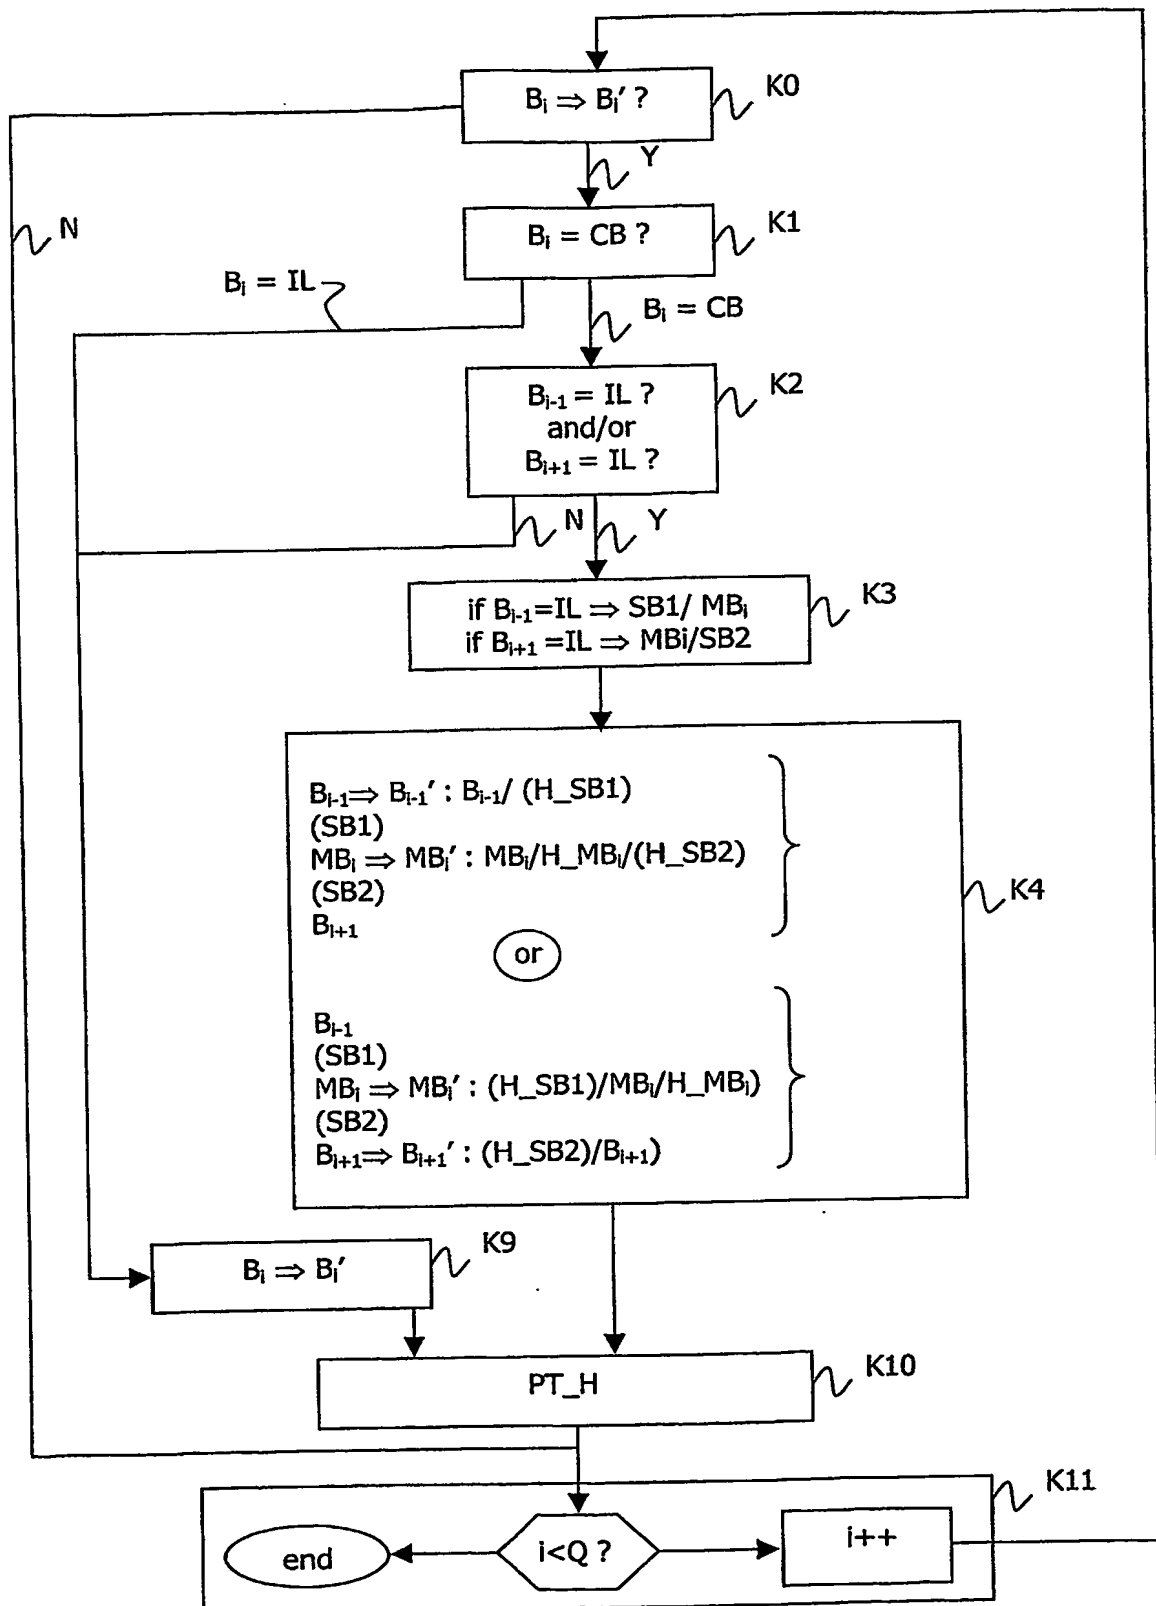 Bi ⇒ Bi′ ?
K0
Y
N
Bi = CB ?
K1
Bi = IL
Bi = CB
Bi-1 = IL ?
and/or
Bi+1 = IL ?
K2
N
Y
if Bi-1=IL ⇒ SB1/ MBi
if Bi+1 =IL ⇒ MBi/SB2
K3
Bi-1⇒ Bi-1′ : Bi-1/ (H_SB1)
(SB1)
MBi ⇒ MBi′ : MBi/H_MBi/(H_SB2)
(SB2)
Bi+1
or
K4
Bi-1
(SB1)
MBi ⇒ MBi′ : (H_SB1)/MBi/H_MBi)
(SB2)
Bi+1⇒ Bi+1′ : (H_SB2)/Bi+1)
Bi ⇒ Bi′
K9
PT_H
K10
K11
end
i<Q ?
i++